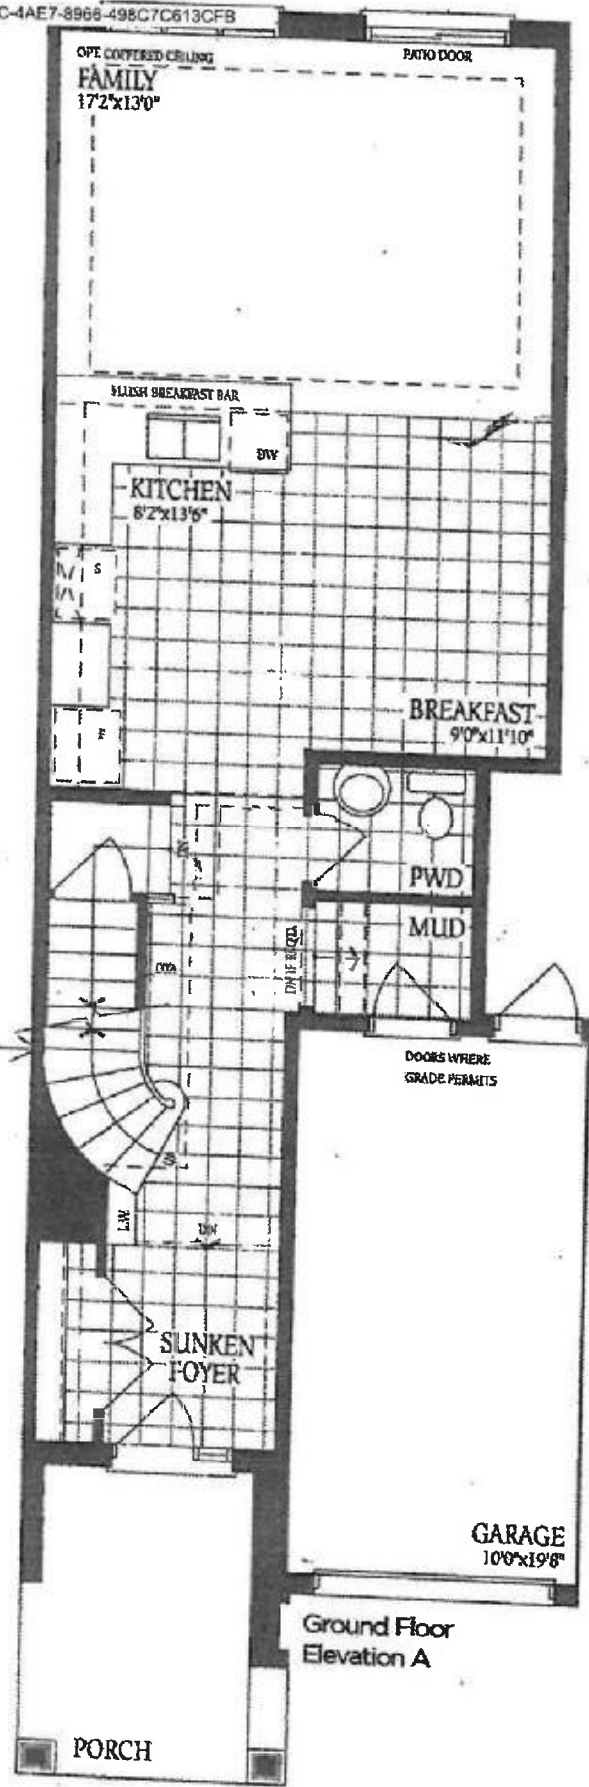 C-4AE7-8966-498C7C613CFB
OPT. COFFERED CEILING
PATIO DOOR
FAMILY
17'2"x13'0"
FLUSH BREAKFAST BAR
DW
KITCHEN
8'2"x13'6"
S
BREAKFAST
9'0"x11'10"
F
PWD
MUD
DOORS WHERE
GRADE PERMITS
LW
DN
SUNKEN
FOYER
GARAGE
10'0"x19'8"
Ground Floor
Elevation A
PORCH